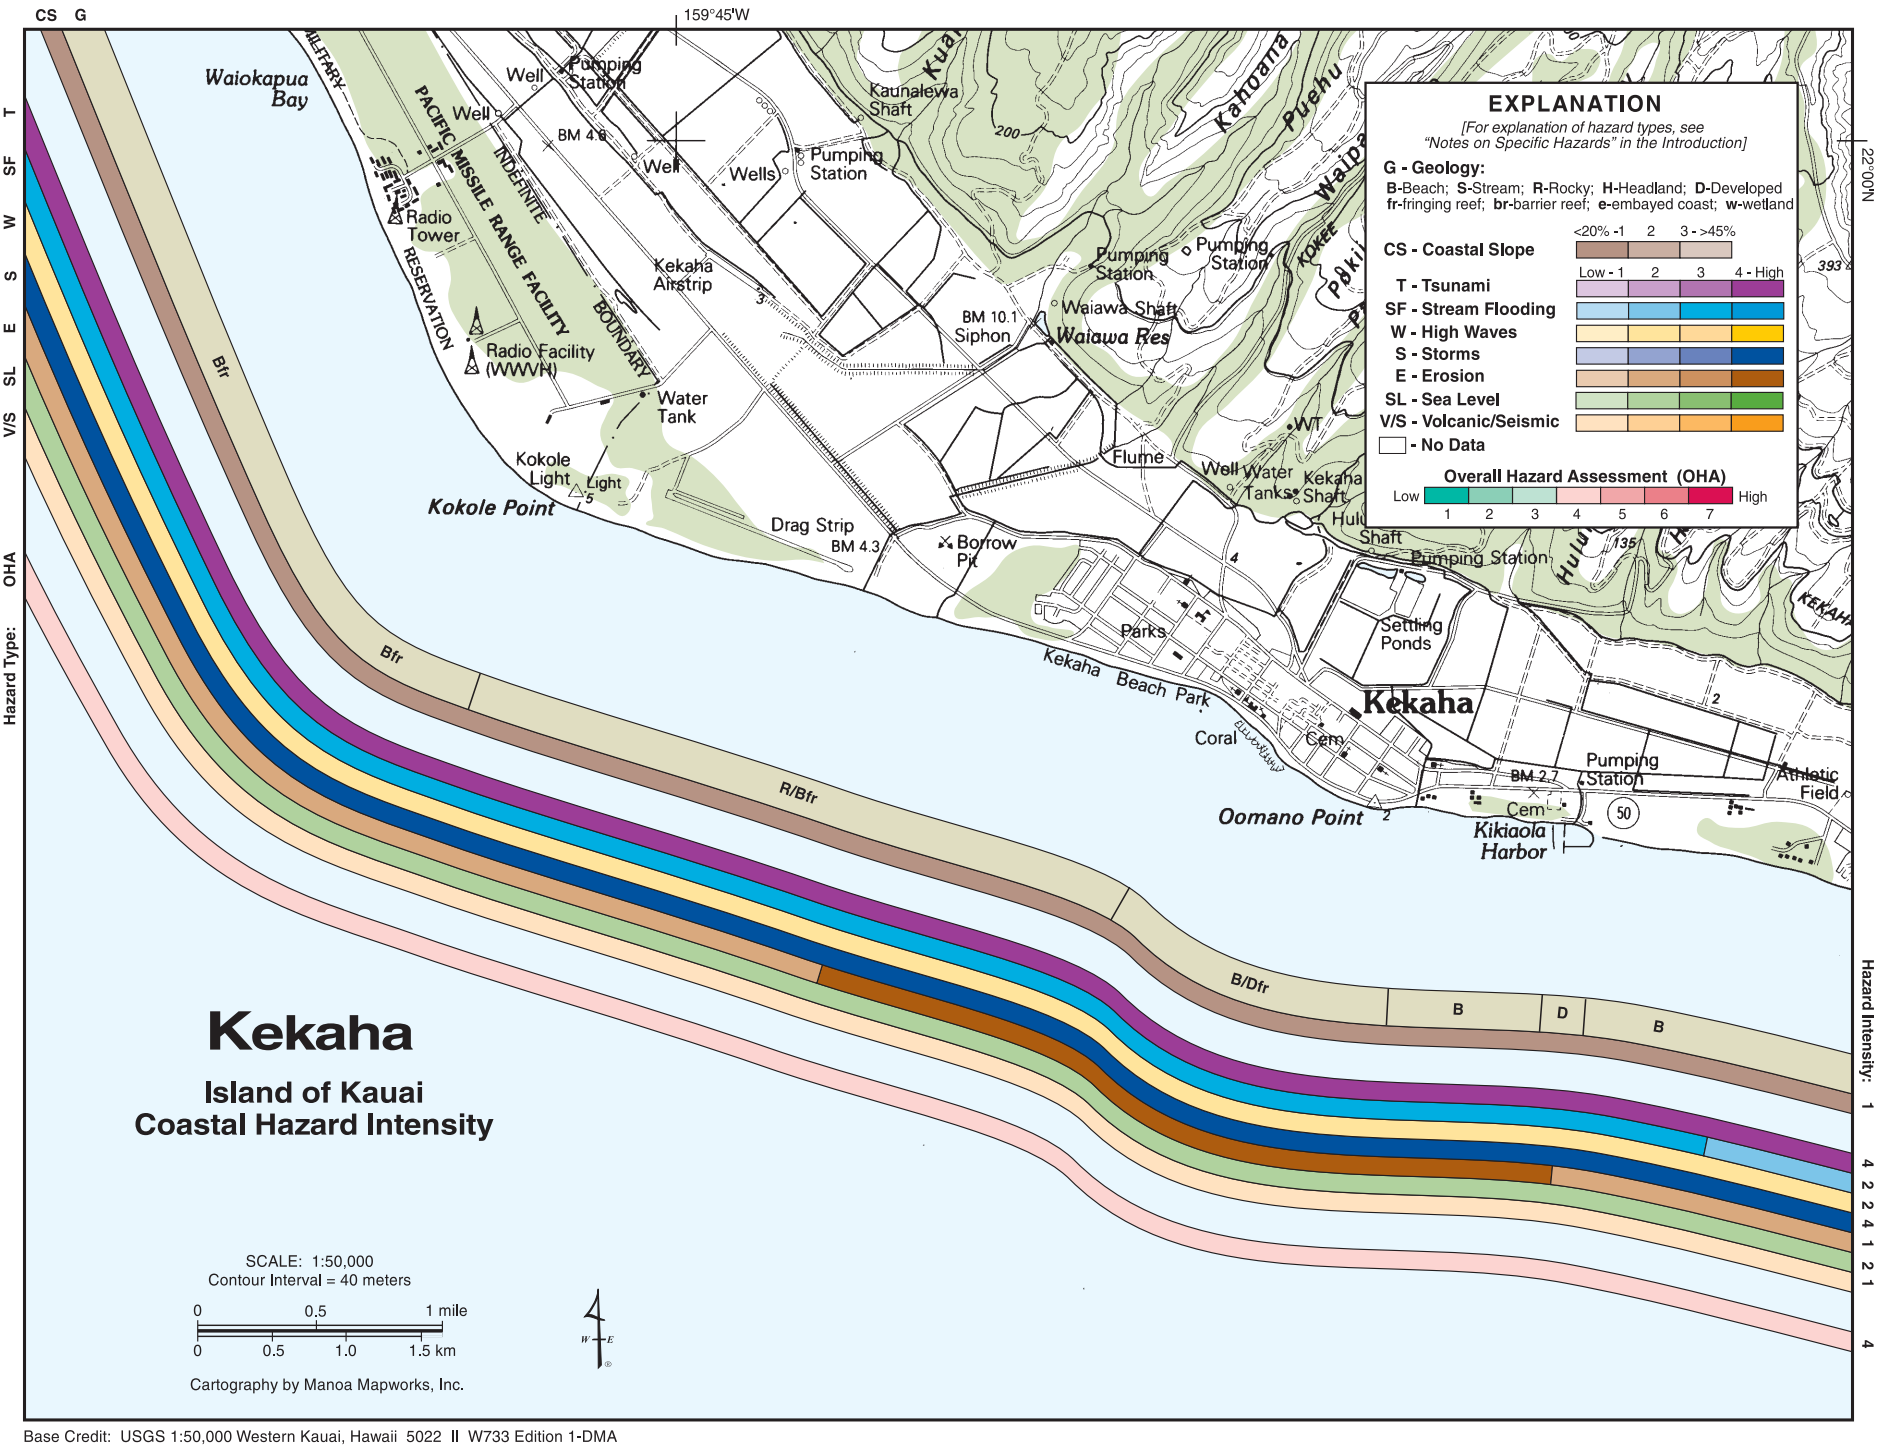 CS G
159°45'W
22°00'N
T
SF
W
S
E
SL
V/S
OHA
Hazard Type:
Waiokapua
Bay
MILITARY
RESERVATION
PACIFIC MISSILE RANGE FACILITY
INDEFINITE
BOUNDARY
Well
Pumping
Station
Well
BM 4.6
Well
Wells
Pumping
Station
Kaunalewa
Shaft
200
Kahoana
Puehu
Radio
Tower
Kekaha
Airstrip
3
Radio Facility
(WWVH)
Water
Tank
Pumping
Station
Pumping
Station
KOKEE
Waiawa Shaft
BM 10.1
Siphon
Waiawa Res
WT
Flume
Well
Water
Tanks
Kekaha
Shaft
Shaft
Pumping Station
135
393
Kokole
Light
Light
5
Kokole Point
Drag Strip
BM 4.3
Borrow
Pit
4
Parks
Settling
Ponds
Kekaha Beach Park
Kekaha
2
Coral
Cem
BM 2.7
Pumping
Station
Athletic
Field
Oomano Point
2
Cem
50
Kikiaola
Harbor
EXPLANATION
[For explanation of hazard types, see
“Notes on Specific Hazards” in the Introduction]
G - Geology:
B-Beach; S-Stream; R-Rocky; H-Headland; D-Developed
fr-fringing reef; br-barrier reef; e-embayed coast; w-wetland
<20% -1 2 3 - >45%
CS - Coastal Slope
Low - 1 2 3 4 - High
T - Tsunami
SF - Stream Flooding
W - High Waves
S - Storms
E - Erosion
SL - Sea Level
V/S - Volcanic/Seismic
- No Data
Overall Hazard Assessment (OHA)
Low High
1 2 3 4 5 6 7
Bfr
Bfr
R/Bfr
B/Dfr
B
D
B
Hazard Intensity:
1
4
2
2
4
1
2
1
4
Kekaha
Island of Kauai
Coastal Hazard Intensity
SCALE: 1:50,000
Contour Interval = 40 meters
0 0.5 1 mile
0 0.5 1.0 1.5 km
W E
Cartography by Manoa Mapworks, Inc.
Base Credit: USGS 1:50,000 Western Kauai, Hawaii 5022 II W733 Edition 1-DMA